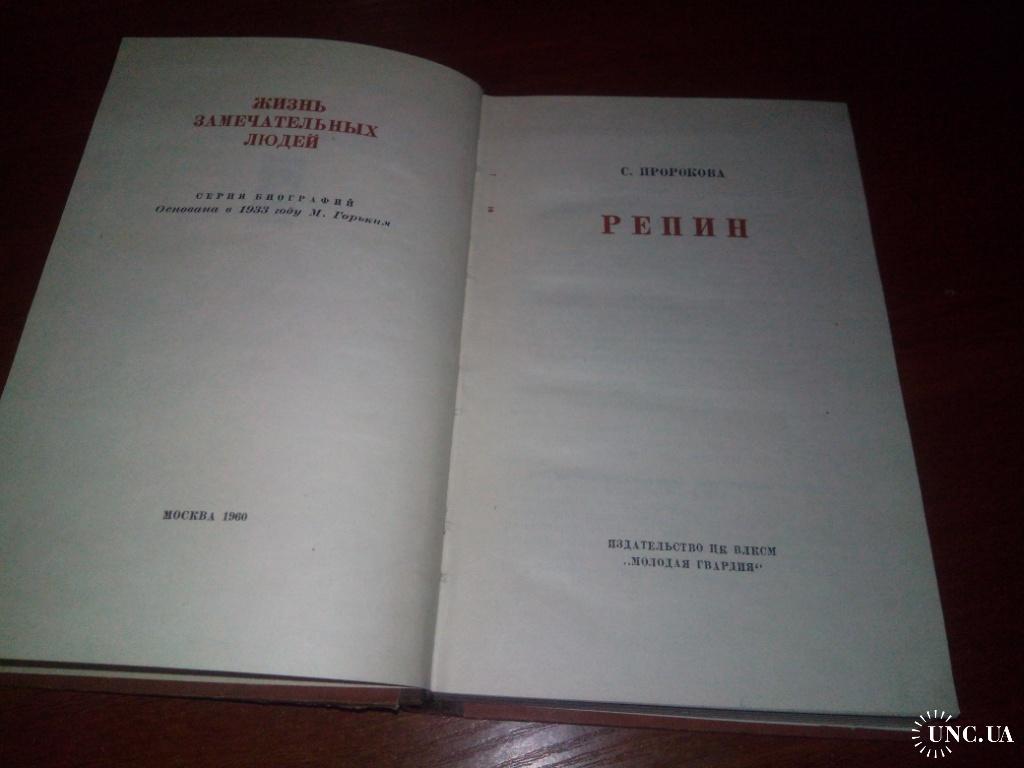 ЖИЗНЬ
ЗАМЕЧАТЕЛЬНЫХ
ЛЮДЕЙ
СЕРИЯ БИОГРАФИЙ
Основана в 1933 году М. Горьким
МОСКВА 1960
С. ПРОРОКОВА
РЕПИН
ИЗДАТЕЛЬСТВО ЦК ВЛКСМ
„МОЛОДАЯ ГВАРДИЯ“
UNC.UA